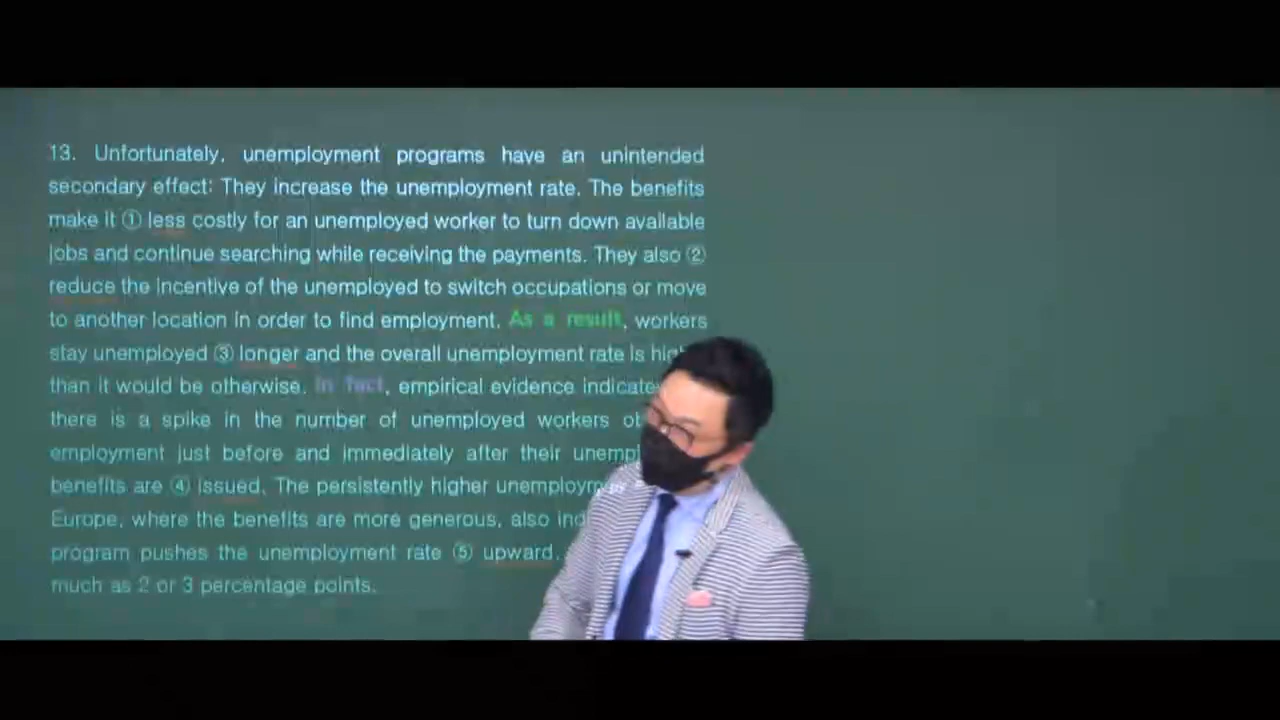 13. Unfortunately, unemployment programs have an unintended
secondary effect: They increase the unemployment rate. The benefits
make it ① less costly for an unemployed worker to turn down available
jobs and continue searching while receiving the payments. They also ②
reduce the incentive of the unemployed to switch occupations or move
to another location in order to find employment. As a result, workers
stay unemployed ③ longer and the overall unemployment rate is
than it would be otherwise. In fact, empirical evidence
there is a spike in the number of unemployed workers
employment just before and immediately after their
benefits are ④ issued. The persistently higher
Europe, where the benefits are more generous, also
program pushes the unemployment rate ⑤ upward.
much as 2 or 3 percentage points.